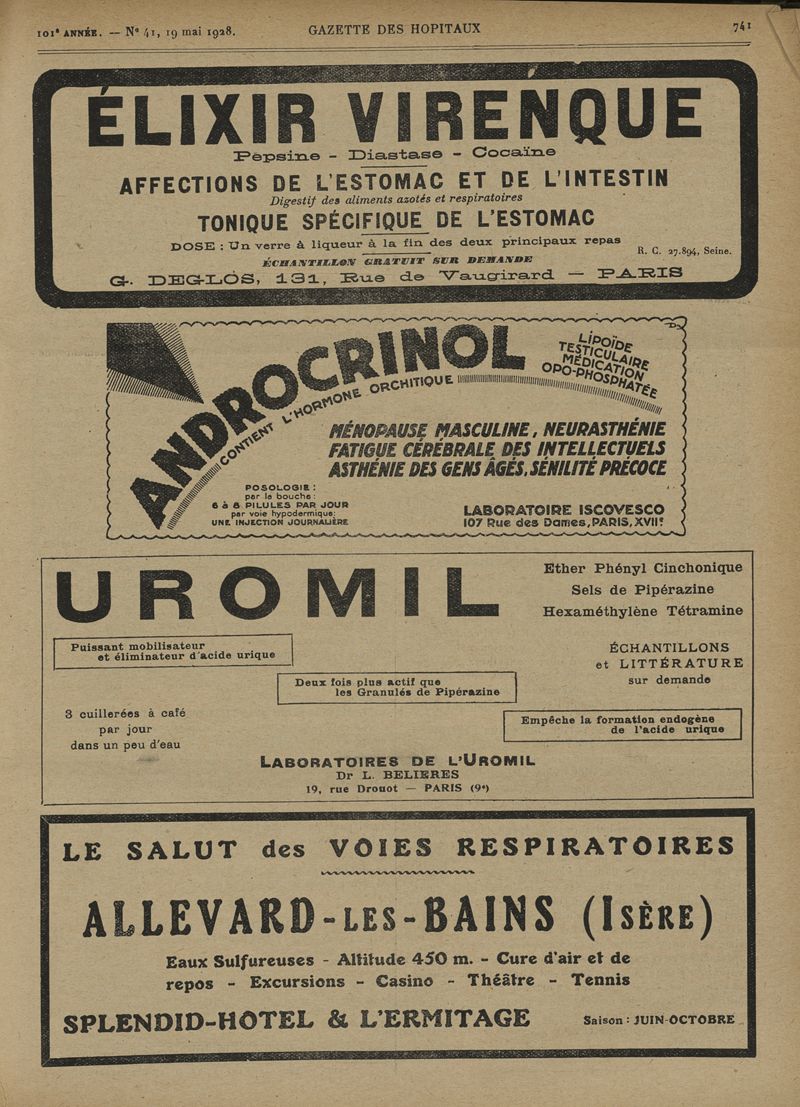 101ᵉ ANNÉE. — Nº 41, 19 mai 1928.
GAZETTE DES HOPITAUX
741
ÉLIXIR VIRENQUE
Pepsine - Diastase - Cocaïne
AFFECTIONS DE L'ESTOMAC ET DE L'INTESTIN
Digestif des aliments azotés et respiratoires
TONIQUE SPÉCIFIQUE DE L'ESTOMAC
DOSE : Un verre à liqueur à la fin des deux principaux repas
R. C. 27.894, Seine.
ÉCHANTILLON GRATUIT SUR DEMANDE
G. DEGLOS, 131, Rue de Vaugirard — PARIS
ANDROCRINOL
CONTIENT L'HORMONE ORCHITIQUE
LIPOÏDE
TESTICULAIRE
MÉDICATION
OPO-PHOSPHATÉE
MÉNOPAUSE MASCULINE, NEURASTHÉNIE
FATIGUE CÉRÉBRALE DES INTELLECTUELS
ASTHÉNIE DES GENS ÂGÉS, SÉNILITÉ PRÉCOCE
POSOLOGIE :
par la bouche :
6 à 8 PILULES PAR JOUR
par voie hypodermique:
UNE INJECTION JOURNALIÈRE
LABORATOIRE ISCOVESCO
107 Rue des Dames, PARIS, XVIIᵉ
UROMIL
Ether Phényl Cinchonique
Sels de Pipérazine
Hexaméthylène Tétramine
Puissant mobilisateur
et éliminateur d'acide urique
ÉCHANTILLONS
et LITTÉRATURE
sur demande
Deux fois plus actif que
les Granulés de Pipérazine
3 cuillerées à café
par jour
dans un peu d'eau
Empêche la formation endogène
de l'acide urique
LABORATOIRES DE L'UROMIL
Dr L. BELIERES
19, rue Drouot — PARIS (9ᵉ)
LE SALUT des VOIES RESPIRATOIRES
ALLEVARD-LES-BAINS (ISÈRE)
Eaux Sulfureuses - Altitude 450 m. - Cure d'air et de
repos - Excursions - Casino - Théâtre - Tennis
SPLENDID-HOTEL & L'ERMITAGE
Saison : JUIN-OCTOBRE